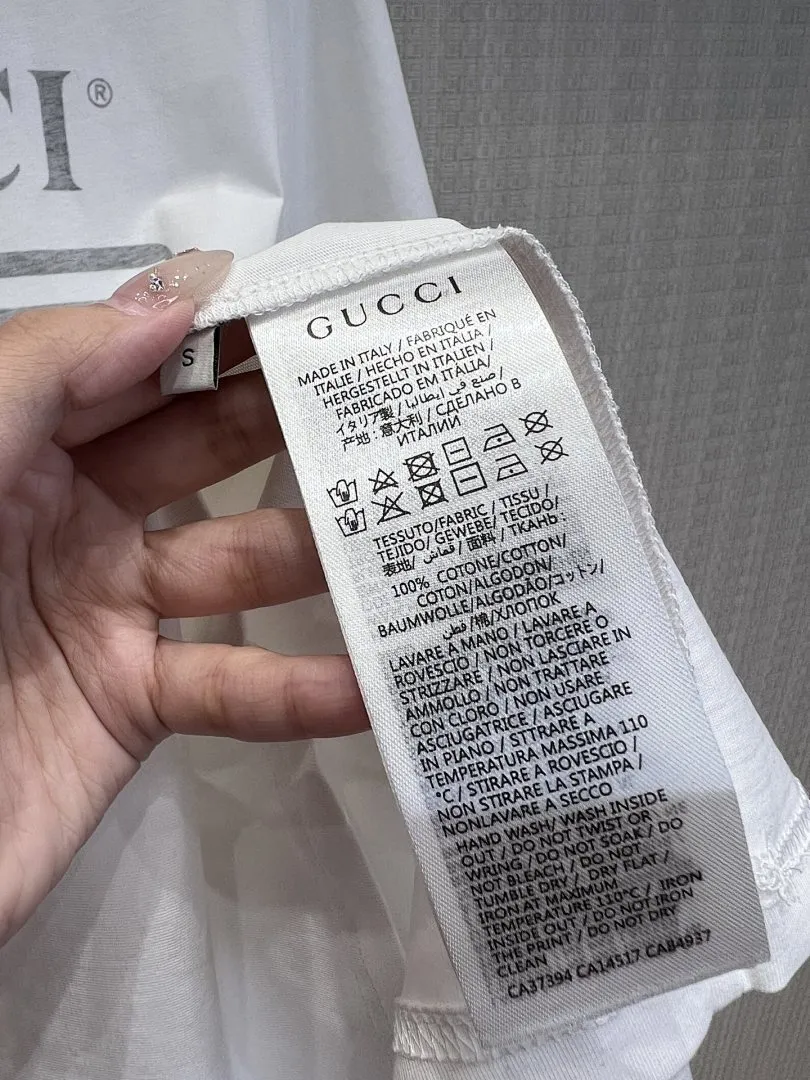 CI®
S
GUCCI
MADE IN ITALY / FABRIQUÉ EN
ITALIE / HECHO EN ITALIA /
HERGESTELLT IN ITALIEN /
FABRICADO EM ITÀLIA/
صنع في إيطاليا /
イタリア製 / СДЕЛАНО В
产地 : 意大利 / ИТАЛИИ
TESSUTO/FABRIC / TISSU /
TEJIDO/ GEWEBE/ TECIDO/
表地/ قماش / 面料 / ТКАНЬ :
100% COTONE/COTTON/
COTON/ALGODON/
BAUMWOLLE/ALGODÃO/コットン/
قطن/棉/ХЛОПОК
LAVARE A MANO / LAVARE A
ROVESCIO / NON TORCERE O
STRIZZARE / NON LASCIARE IN
AMMOLLO / NON TRATTARE
CON CLORO / NON USARE
ASCIUGATRICE / ASCIUGARE
IN PIANO / STIRARE A
TEMPERATURA MASSIMA 110
°C / STIRARE A ROVESCIO /
NON STIRARE LA STAMPA /
NONLAVARE A SECCO
HAND WASH/ WASH INSIDE
OUT / DO NOT TWIST OR
WRING / DO NOT SOAK / DO
NOT BLEACH / DO NOT
TUMBLE DRY / DRY FLAT /
IRON AT MAXIMUM
TEMPERATURE 110°C / IRON
INSIDE OUT / DO NOT IRON
THE PRINT / DO NOT DRY
CLEAN
CA37394 CA14517 CA84937